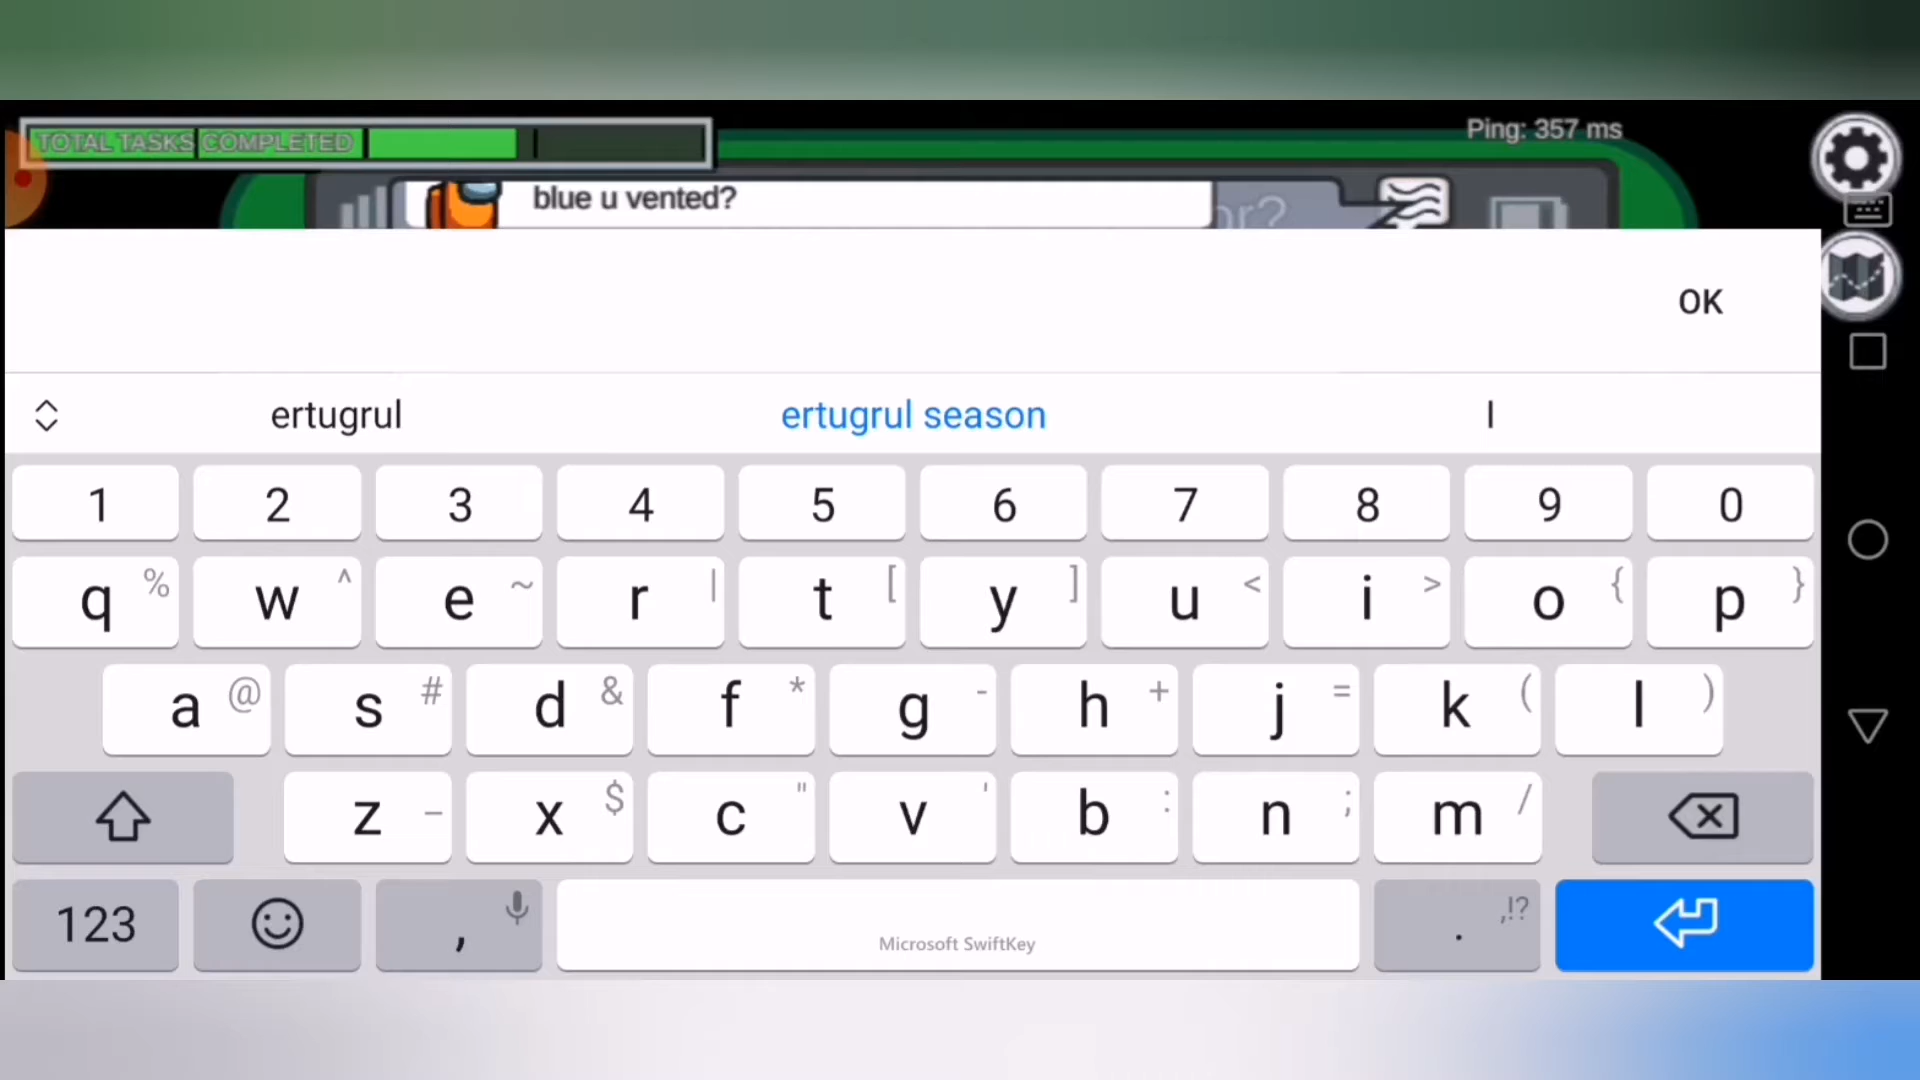 TOTAL TASKS COMPLETED
Ping: 357 ms
blue u vented?
OK
ertugrul ertugrul season I
1 2 3 4 5 6 7 8 9 0
q % w ^ e ~ r | t [ y ] u < i > o { p }
a @ s # d & f * g - h + j = k ( l )
z _ x $ c " v ' b : n ; m /
123 , . ,!?
Microsoft SwiftKey